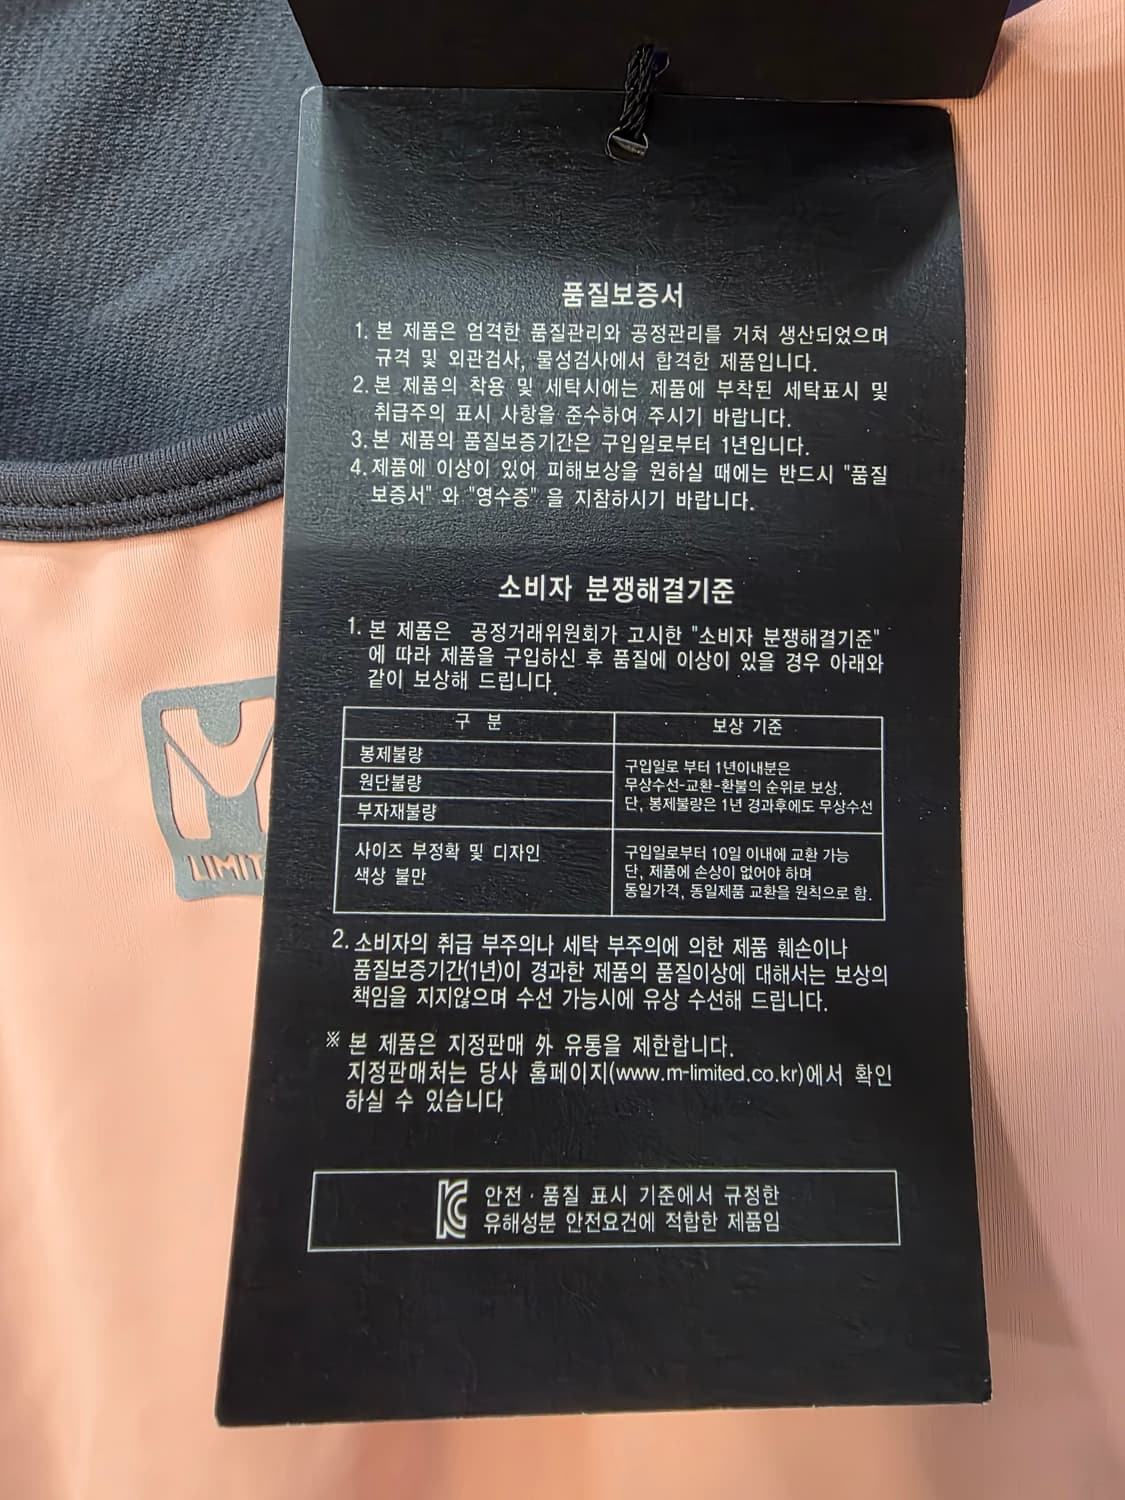 품질보증서
1. 본 제품은 엄격한 품질관리와 공정관리를 거쳐 생산되었으며
규격 및 외관검사, 물성검사에서 합격한 제품입니다.
2. 본 제품의 착용 및 세탁시에는 제품에 부착된 세탁표시 및
취급주의 표시 사항을 준수하여 주시기 바랍니다.
3. 본 제품의 품질보증기간은 구입일로부터 1년입니다.
4. 제품에 이상이 있어 피해보상을 원하실 때에는 반드시 "품질
보증서" 와 "영수증" 을 지참하시기 바랍니다.
소비자 분쟁해결기준
1. 본 제품은 공정거래위원회가 고시한 "소비자 분쟁해결기준"
에 따라 제품을 구입하신 후 품질에 이상이 있을 경우 아래와
같이 보상해 드립니다.
구 분
보상 기준
봉제불량
원단불량
부자재불량
구입일로 부터 1년이내분은
무상수선-교환-환불의 순위로 보상.
단, 봉제불량은 1년 경과후에도 무상수선
사이즈 부정확 및 디자인
색상 불만
구입일로부터 10일 이내에 교환 가능
단, 제품에 손상이 없어야 하며
동일가격, 동일제품 교환을 원칙으로 함.
2. 소비자의 취급 부주의나 세탁 부주의에 의한 제품 훼손이나
품질보증기간(1년)이 경과한 제품의 품질이상에 대해서는 보상의
책임을 지지않으며 수선 가능시에 유상 수선해 드립니다.
※ 본 제품은 지정판매 外 유통을 제한합니다.
지정판매처는 당사 홈페이지(www.m-limited.co.kr)에서 확인
하실 수 있습니다
KC 안전·품질 표시 기준에서 규정한
유해성분 안전요건에 적합한 제품임
LIMIT